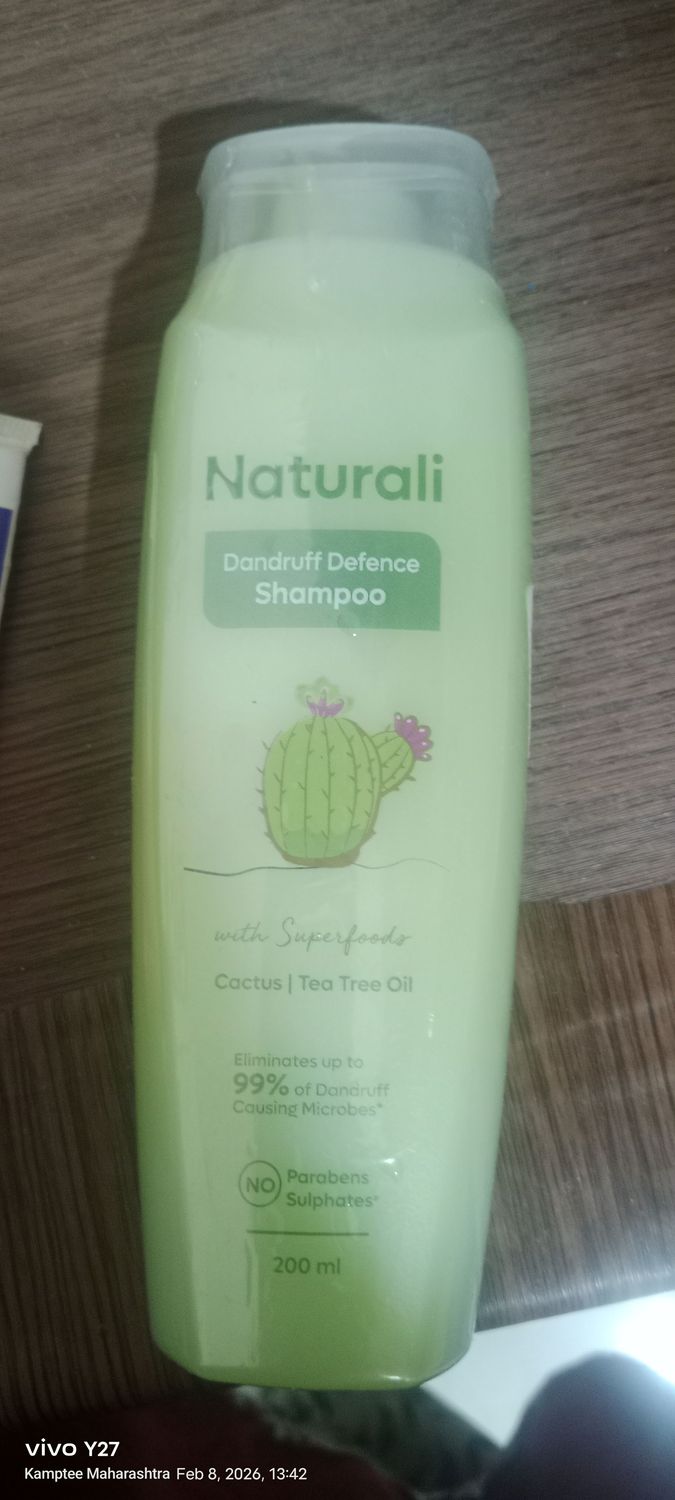 Naturali
Dandruff Defence
Shampoo
with Superfoods
Cactus | Tea Tree Oil
Eliminates up to
99% of Dandruff
Causing Microbes*
NO Parabens
Sulphates*
200 ml
vivo Y27
Kamptee Maharashtra Feb 8, 2026, 13:42